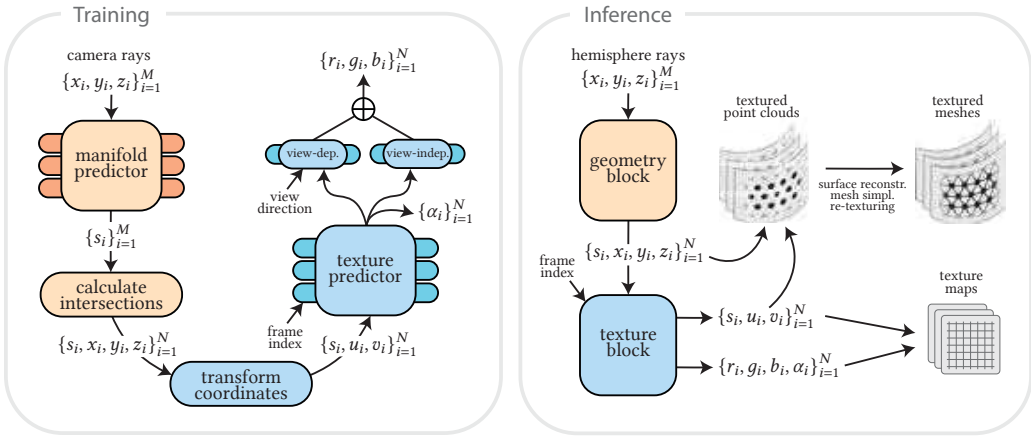 Training
camera rays
{x_i, y_i, z_i}_{i=1}^M
manifold
predictor
{s_i}_{i=1}^M
calculate
intersections
{s_i, x_i, y_i, z_i}_{i=1}^N
transform
coordinates
{s_i, u_i, v_i}_{i=1}^N
frame
index
texture
predictor
{α_i}_{i=1}^N
view
direction
view-dep.
view-indep.
{r_i, g_i, b_i}_{i=1}^N
Inference
hemisphere rays
{x_i, y_i, z_i}_{i=1}^M
geometry
block
{s_i, x_i, y_i, z_i}_{i=1}^N
frame
index
texture
block
{s_i, u_i, v_i}_{i=1}^N
{r_i, g_i, b_i, α_i}_{i=1}^N
textured
point clouds
surface reconstr.
mesh simpl.
re-texturing
textured
meshes
texture
maps